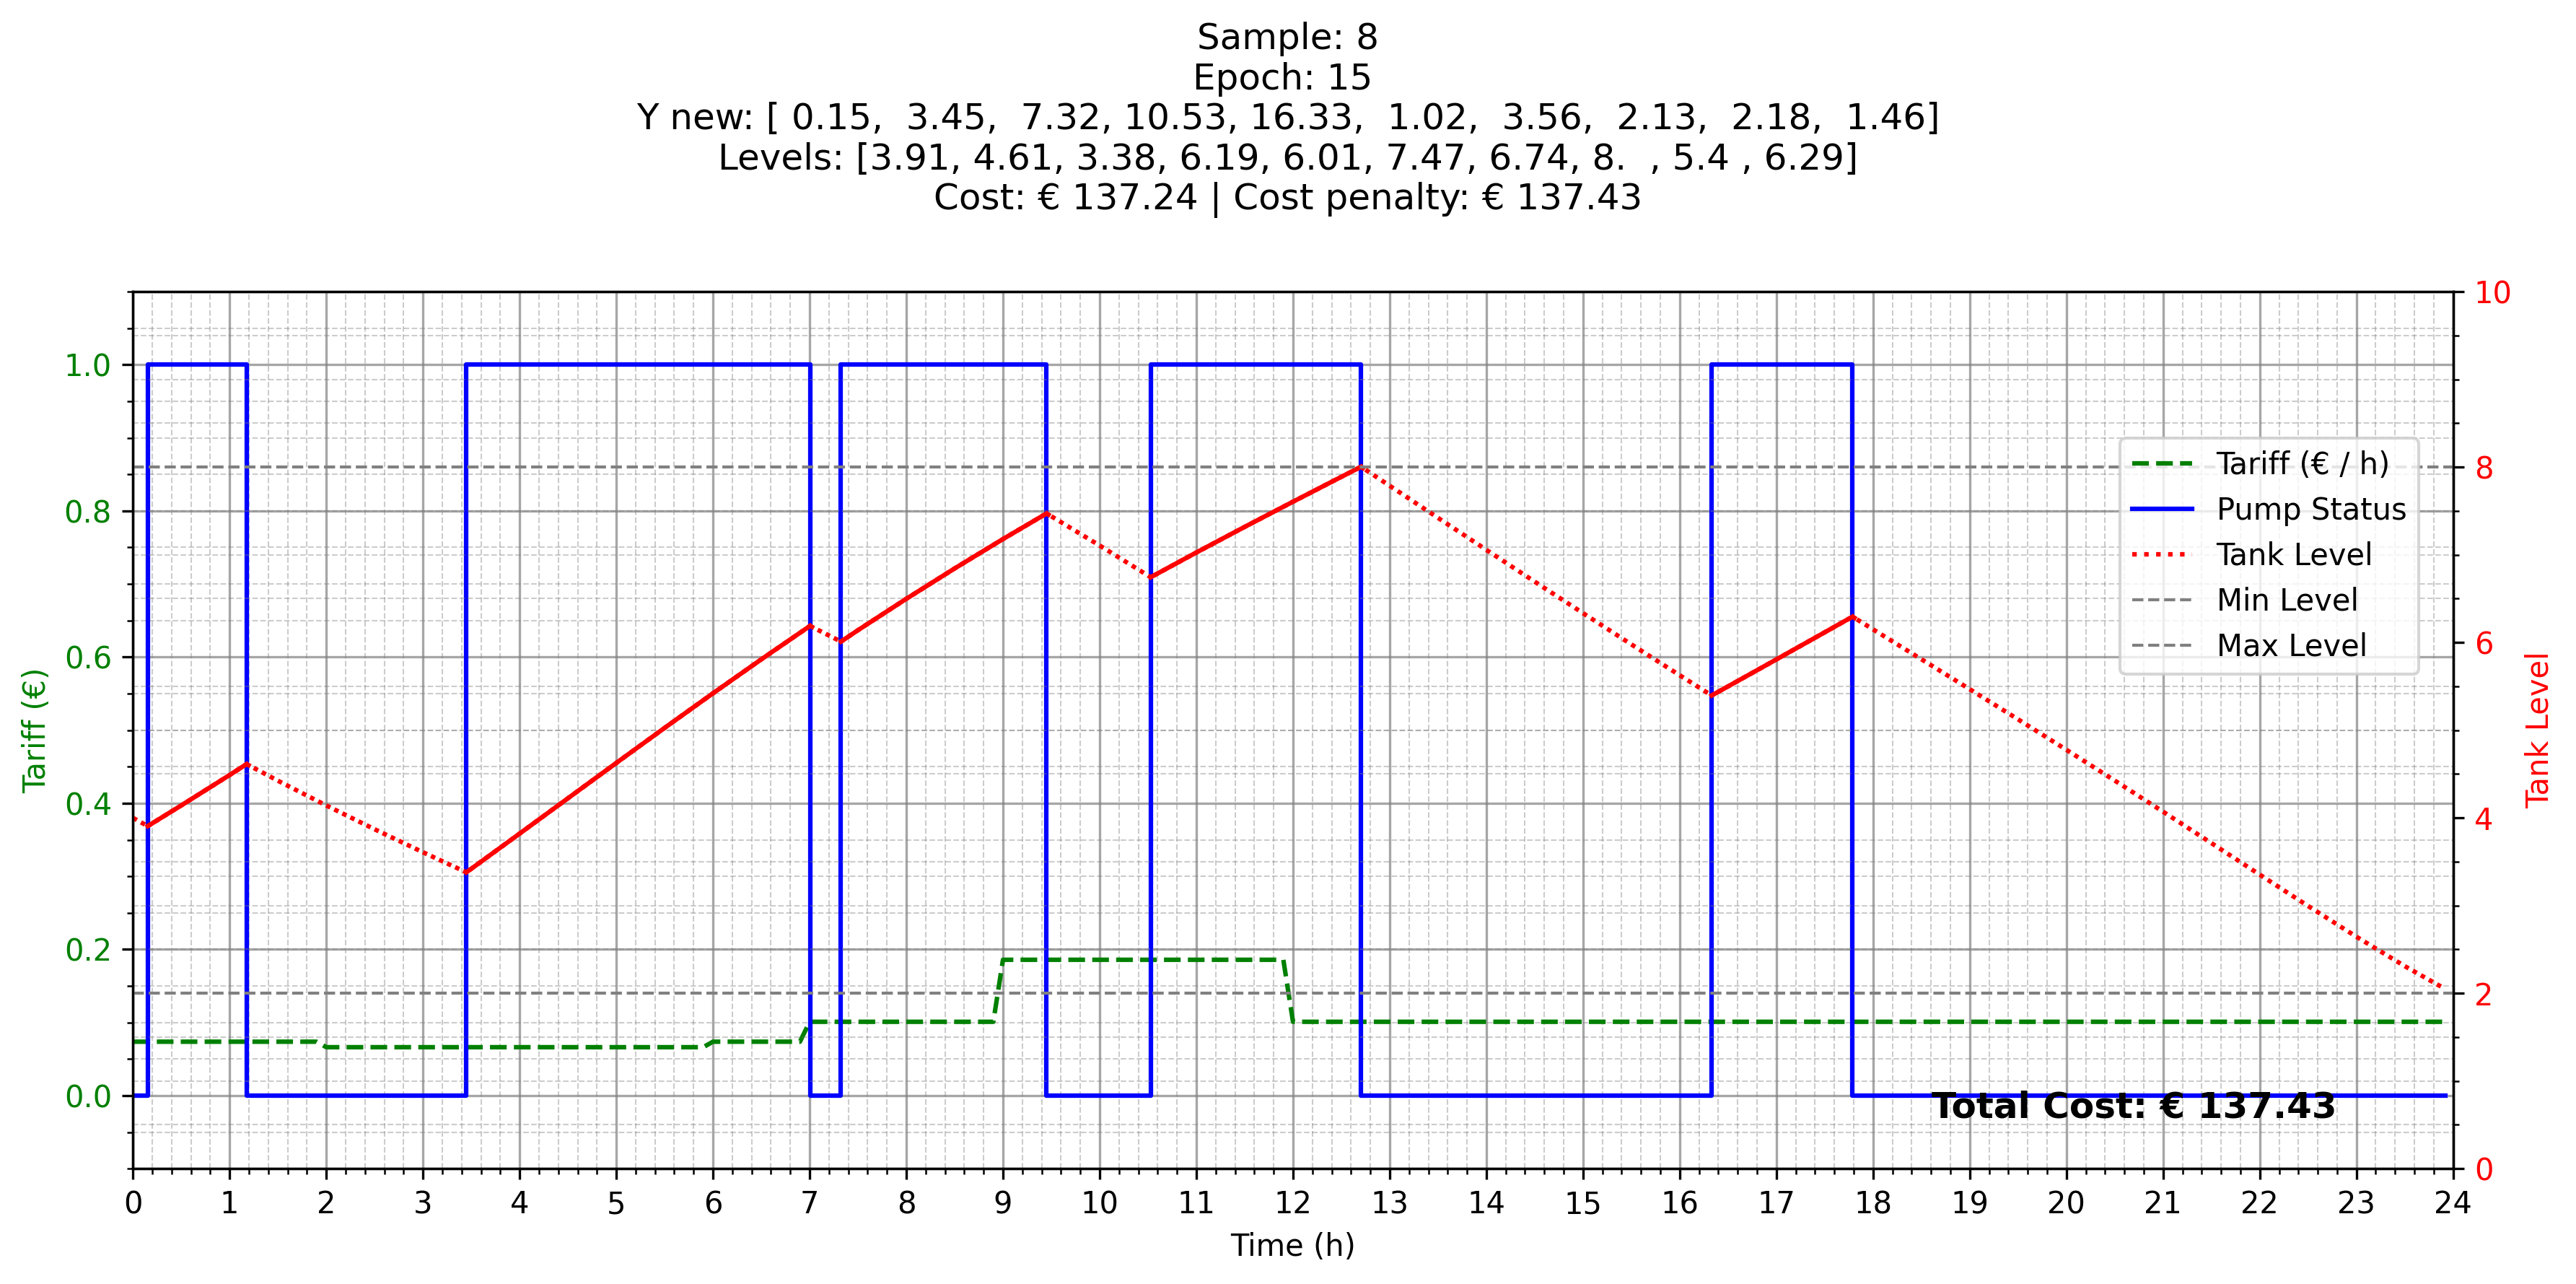 Sample: 8
Epoch: 15
Y new: [ 0.15,  3.45,  7.32, 10.53, 16.33,  1.02,  3.56,  2.13,  2.18,  1.46]
Levels: [3.91, 4.61, 3.38, 6.19, 6.01, 7.47, 6.74, 8.  , 5.4 , 6.29]
Cost: € 137.24 | Cost penalty: € 137.43
Tariff (€)
1.0
0.8
0.6
0.4
0.2
0.0
10
8
6
4
2
0
Tank Level
Tariff (€ / h)
Pump Status
Tank Level
Min Level
Max Level
Total Cost: € 137.43
0 1 2 3 4 5 6 7 8 9 10 11 12 13 14 15 16 17 18 19 20 21 22 23 24
Time (h)